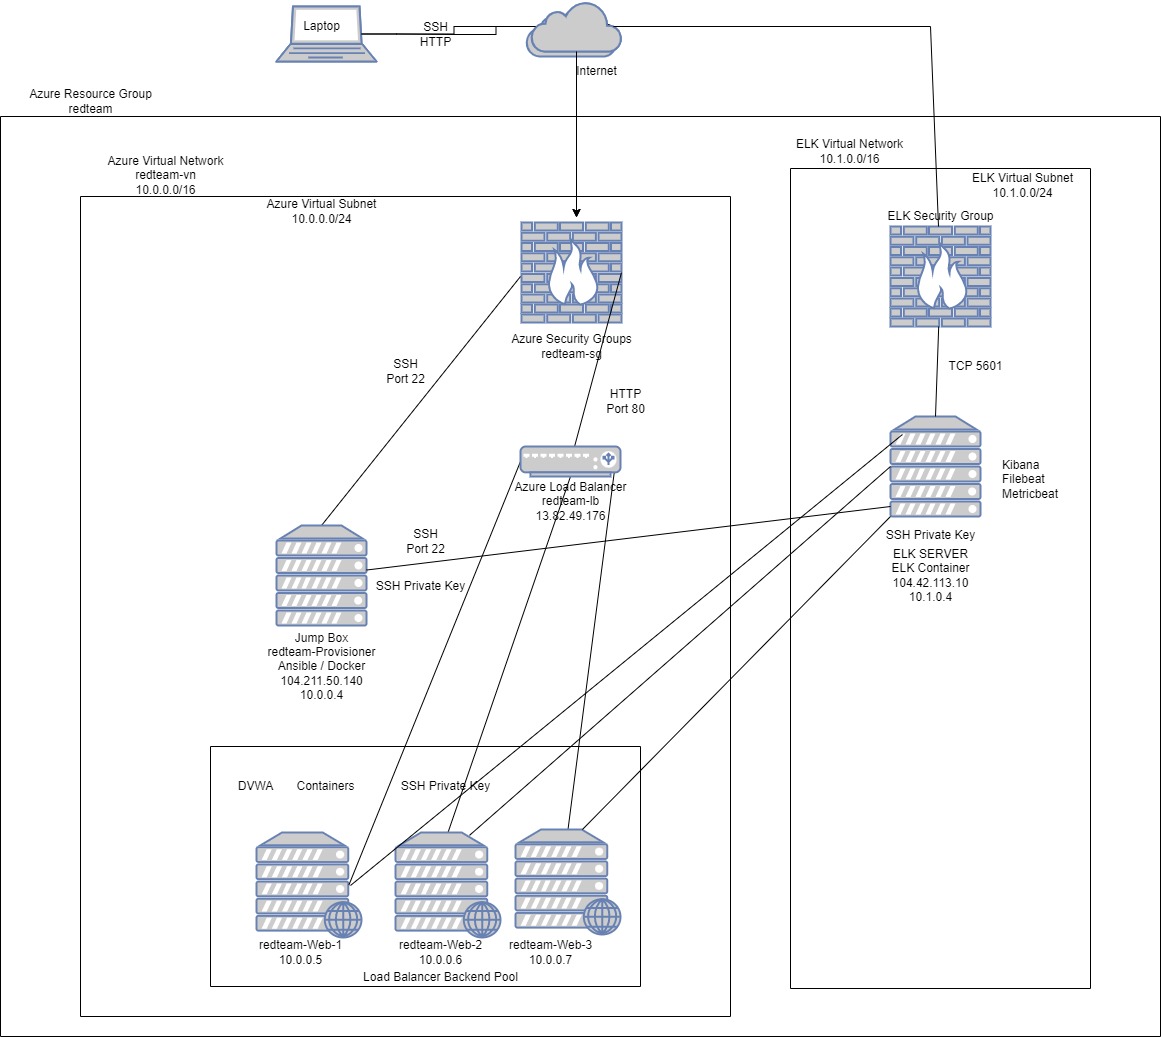 Laptop
SSH
HTTP
Internet
Azure Resource Group
redteam
Azure Virtual Network
redteam-vn
10.0.0.0/16
Azure Virtual Subnet
10.0.0.0/24
ELK Virtual Network
10.1.0.0/16
ELK Virtual Subnet
10.1.0.0/24
ELK Security Group
Azure Security Groups
redteam-sg
SSH
Port 22
HTTP
Port 80
TCP 5601
Azure Load Balancer
redteam-lb
13.82.49.176
Kibana
Filebeat
Metricbeat
SSH
Port 22
SSH Private Key
SSH Private Key
ELK SERVER
ELK Container
104.42.113.10
10.1.0.4
Jump Box
redteam-Provisioner
Ansible / Docker
104.211.50.140
10.0.0.4
DVWA Containers
SSH Private Key
redteam-Web-1
10.0.0.5
redteam-Web-2
10.0.0.6
redteam-Web-3
10.0.0.7
Load Balancer Backend Pool